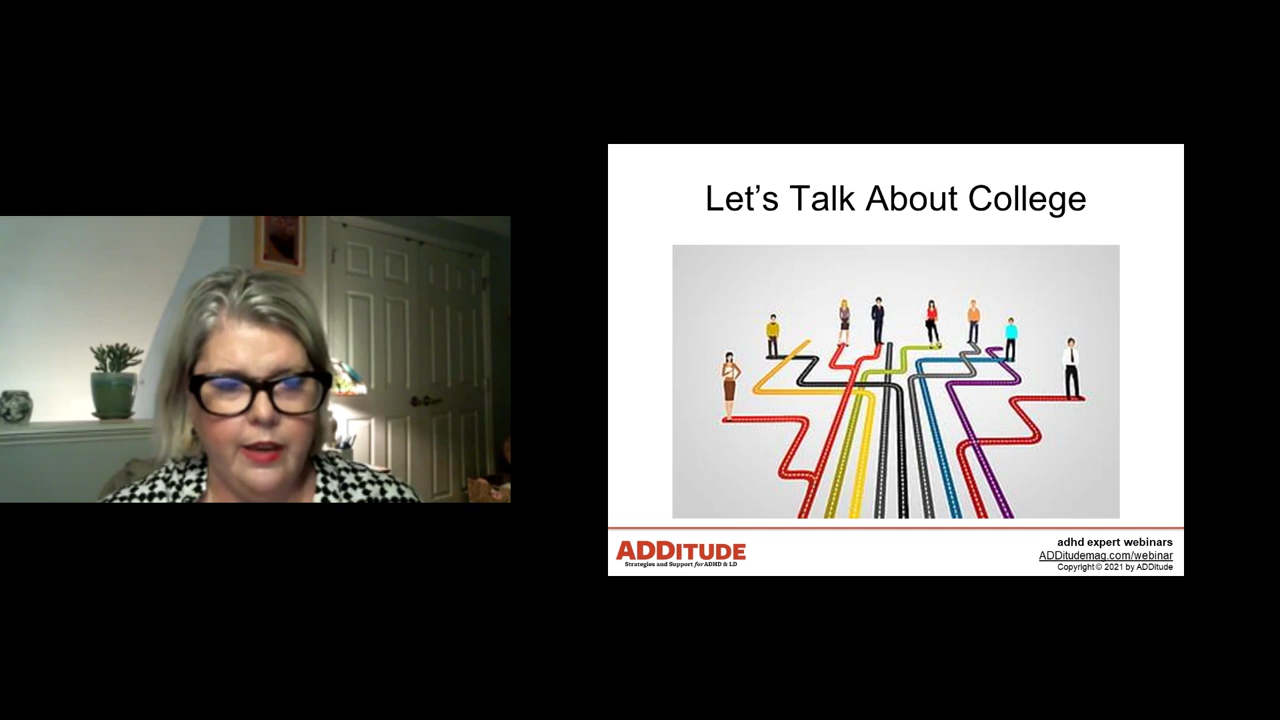 Let's Talk About College
ADDITUDE
Strategies and Support for ADHD & LD
adhd expert webinars
ADDitudemag.com/webinar
Copyright © 2021 by ADDitude